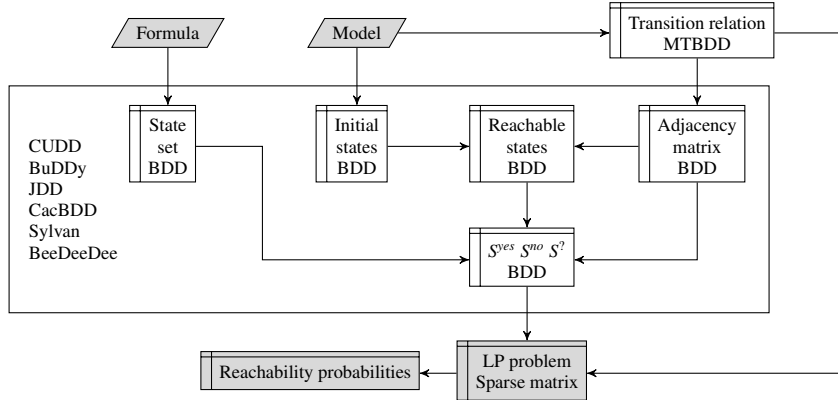 Formula
Model
Transition relation
MTBDD
CUDD
BuDDy
JDD
CacBDD
Sylvan
BeeDeeDee
State
set
BDD
Initial
states
BDD
Reachable
states
BDD
Adjacency
matrix
BDD
S^yes S^no S^?
BDD
Reachability probabilities
LP problem
Sparse matrix